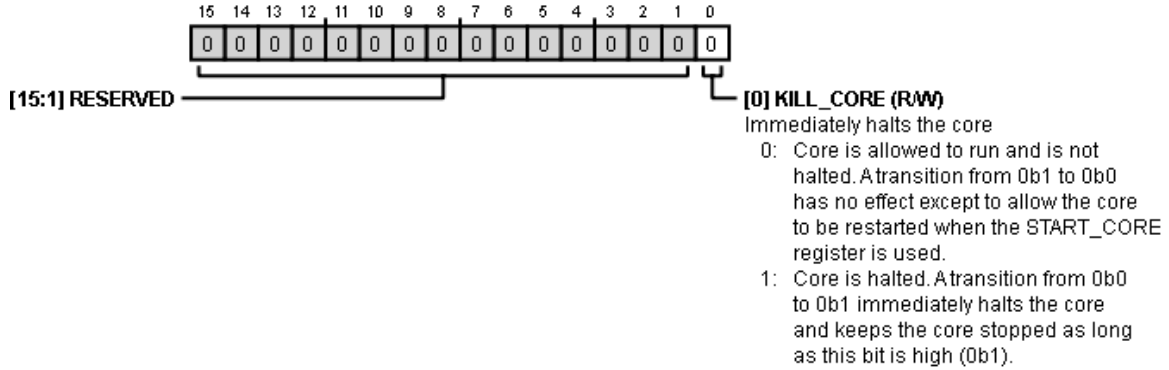 15 14 13 12 11 10 9 8 7 6 5 4 3 2 1 0
0 0 0 0 0 0 0 0 0 0 0 0 0 0 0 0
[15:1] RESERVED
[0] KILL_CORE (R/W)
Immediately halts the core
0: Core is allowed to run and is not
halted. A transition from 0b1 to 0b0
has no effect except to allow the core
to be restarted when the START_CORE
register is used.
1: Core is halted. A transition from 0b0
to 0b1 immediately halts the core
and keeps the core stopped as long
as this bit is high (0b1).